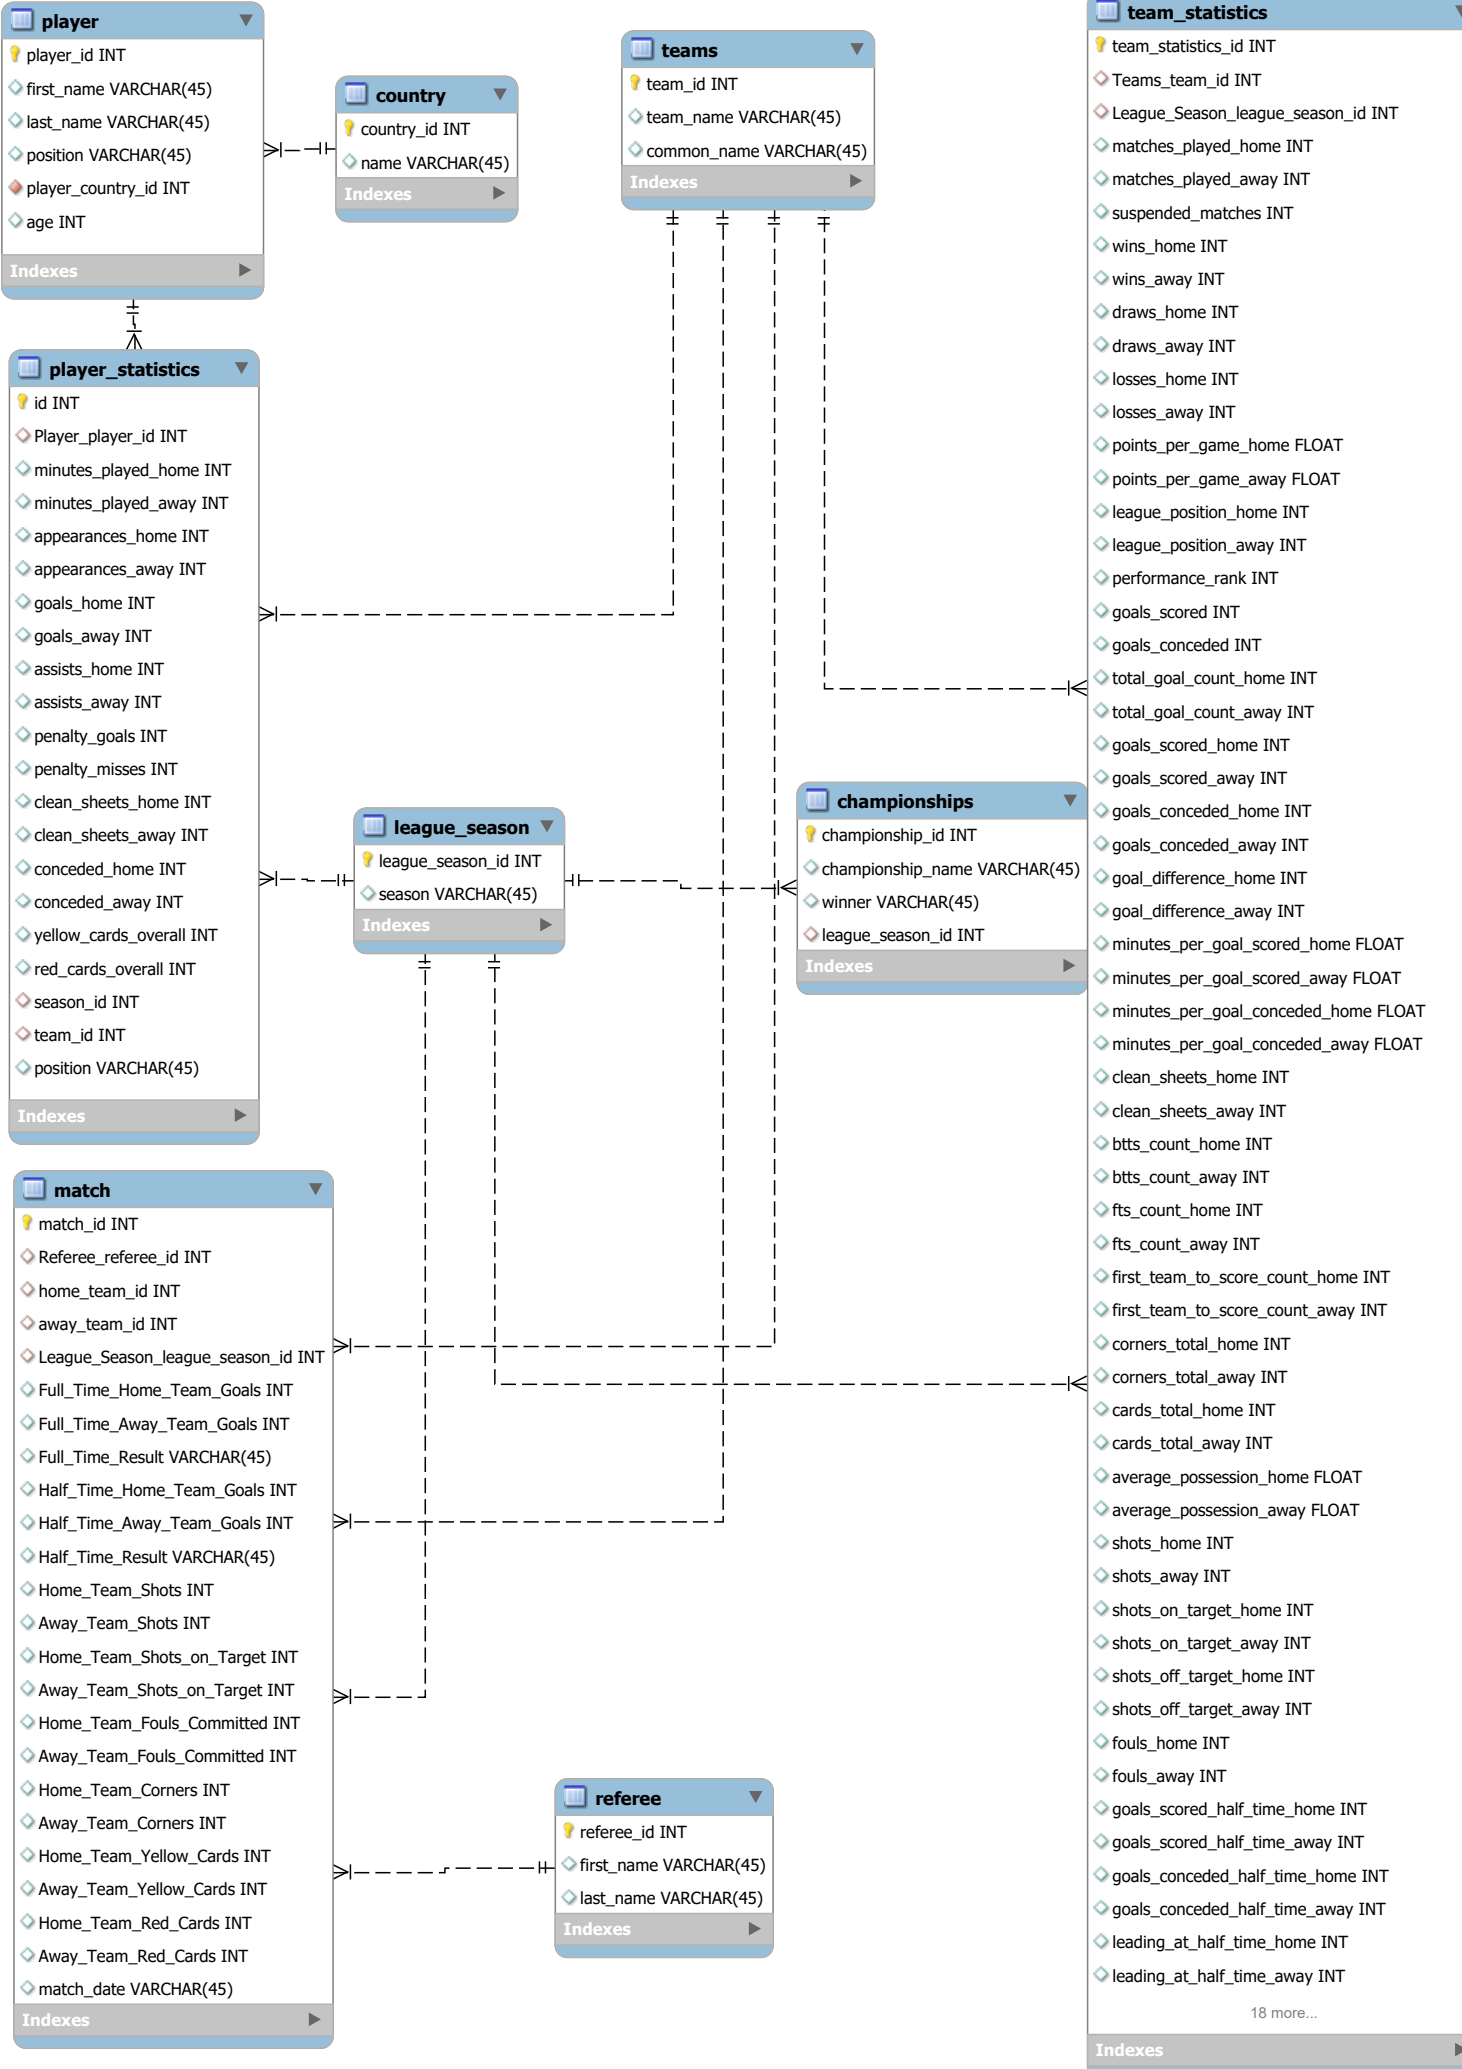 player
player_id INT
first_name VARCHAR(45)
last_name VARCHAR(45)
position VARCHAR(45)
player_country_id INT
age INT
Indexes
country
country_id INT
name VARCHAR(45)
Indexes
teams
team_id INT
team_name VARCHAR(45)
common_name VARCHAR(45)
Indexes
player_statistics
id INT
Player_player_id INT
minutes_played_home INT
minutes_played_away INT
appearances_home INT
appearances_away INT
goals_home INT
goals_away INT
assists_home INT
assists_away INT
penalty_goals INT
penalty_misses INT
clean_sheets_home INT
clean_sheets_away INT
conceded_home INT
conceded_away INT
yellow_cards_overall INT
red_cards_overall INT
season_id INT
team_id INT
position VARCHAR(45)
Indexes
league_season
league_season_id INT
season VARCHAR(45)
Indexes
championships
championship_id INT
championship_name VARCHAR(45)
winner VARCHAR(45)
league_season_id INT
Indexes
match
match_id INT
Referee_referee_id INT
home_team_id INT
away_team_id INT
League_Season_league_season_id INT
Full_Time_Home_Team_Goals INT
Full_Time_Away_Team_Goals INT
Full_Time_Result VARCHAR(45)
Half_Time_Home_Team_Goals INT
Half_Time_Away_Team_Goals INT
Half_Time_Result VARCHAR(45)
Home_Team_Shots INT
Away_Team_Shots INT
Home_Team_Shots_on_Target INT
Away_Team_Shots_on_Target INT
Home_Team_Fouls_Committed INT
Away_Team_Fouls_Committed INT
Home_Team_Corners INT
Away_Team_Corners INT
Home_Team_Yellow_Cards INT
Away_Team_Yellow_Cards INT
Home_Team_Red_Cards INT
Away_Team_Red_Cards INT
match_date VARCHAR(45)
Indexes
referee
referee_id INT
first_name VARCHAR(45)
last_name VARCHAR(45)
Indexes
team_statistics
team_statistics_id INT
Teams_team_id INT
League_Season_league_season_id INT
matches_played_home INT
matches_played_away INT
suspended_matches INT
wins_home INT
wins_away INT
draws_home INT
draws_away INT
losses_home INT
losses_away INT
points_per_game_home FLOAT
points_per_game_away FLOAT
league_position_home INT
league_position_away INT
performance_rank INT
goals_scored INT
goals_conceded INT
total_goal_count_home INT
total_goal_count_away INT
goals_scored_home INT
goals_scored_away INT
goals_conceded_home INT
goals_conceded_away INT
goal_difference_home INT
goal_difference_away INT
minutes_per_goal_scored_home FLOAT
minutes_per_goal_scored_away FLOAT
minutes_per_goal_conceded_home FLOAT
minutes_per_goal_conceded_away FLOAT
clean_sheets_home INT
clean_sheets_away INT
btts_count_home INT
btts_count_away INT
fts_count_home INT
fts_count_away INT
first_team_to_score_count_home INT
first_team_to_score_count_away INT
corners_total_home INT
corners_total_away INT
cards_total_home INT
cards_total_away INT
average_possession_home FLOAT
average_possession_away FLOAT
shots_home INT
shots_away INT
shots_on_target_home INT
shots_on_target_away INT
shots_off_target_home INT
shots_off_target_away INT
fouls_home INT
fouls_away INT
goals_scored_half_time_home INT
goals_scored_half_time_away INT
goals_conceded_half_time_home INT
goals_conceded_half_time_away INT
leading_at_half_time_home INT
leading_at_half_time_away INT
18 more...
Indexes